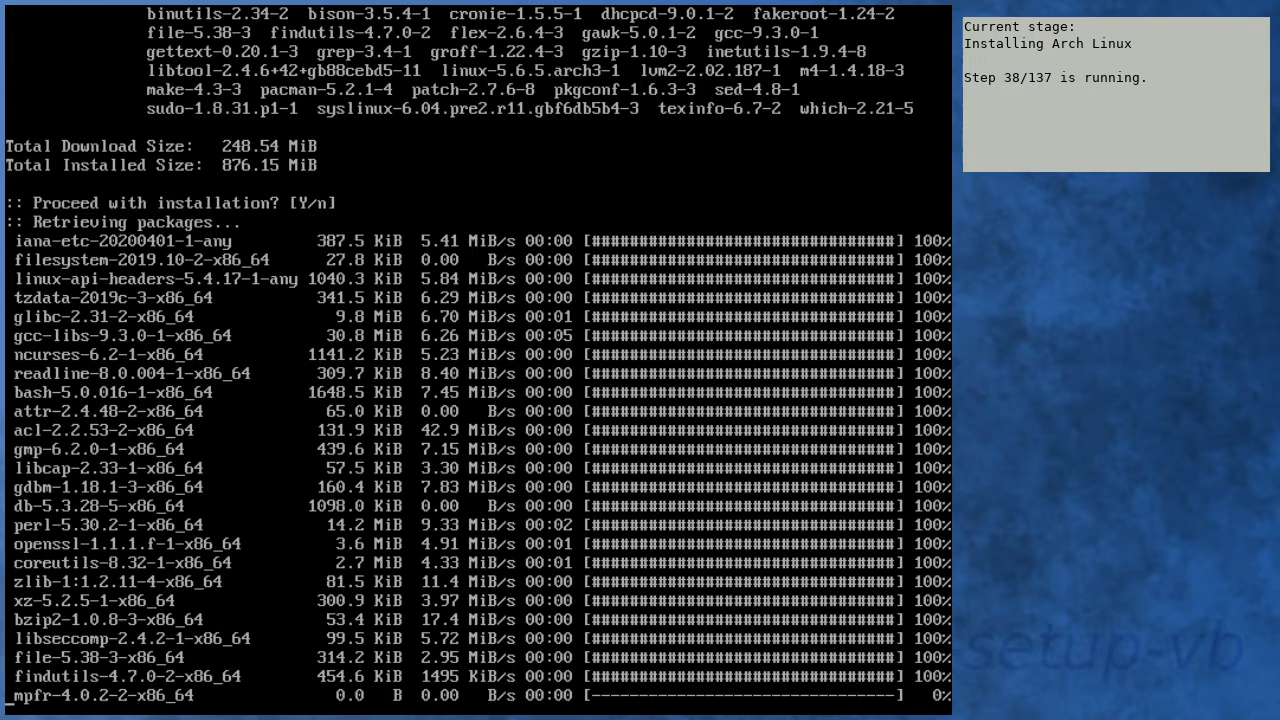 binutils-2.34-2  bison-3.5.4-1  cronie-1.5.5-1  dhcpcd-9.0.1-2  fakeroot-1.24-2
file-5.38-3  findutils-4.7.0-2  flex-2.6.4-3  gawk-5.0.1-2  gcc-9.3.0-1
gettext-0.20.1-3  grep-3.4-1  groff-1.22.4-3  gzip-1.10-3  inetutils-1.9.4-8
libtool-2.4.6+42+gb88cebd5-11  linux-5.6.5.arch3-1  lvm2-2.02.187-1  m4-1.4.18-3
make-4.3-3  pacman-5.2.1-4  patch-2.7.6-8  pkgconf-1.6.3-3  sed-4.8-1
sudo-1.8.31.p1-1  syslinux-6.04.pre2.r11.gbf6db5b4-3  texinfo-6.7-2  which-2.21-5
Total Download Size:   248.54 MiB
Total Installed Size:  876.15 MiB
:: Proceed with installation? [Y/n]
:: Retrieving packages...
iana-etc-20200401-1-any         387.5 KiB  5.41 MiB/s 00:00 [################################] 100%
filesystem-2019.10-2-x86_64      27.8 KiB  0.00   B/s 00:00 [################################] 100%
linux-api-headers-5.4.17-1-any 1040.3 KiB  5.84 MiB/s 00:00 [################################] 100%
tzdata-2019c-3-x86_64           341.5 KiB  6.29 MiB/s 00:00 [################################] 100%
glibc-2.31-2-x86_64               9.8 MiB  6.70 MiB/s 00:01 [################################] 100%
gcc-libs-9.3.0-1-x86_64          30.8 MiB  6.26 MiB/s 00:05 [################################] 100%
ncurses-6.2-1-x86_64           1141.2 KiB  5.23 MiB/s 00:00 [################################] 100%
readline-8.0.004-1-x86_64       309.7 KiB  8.40 MiB/s 00:00 [################################] 100%
bash-5.0.016-1-x86_64          1648.5 KiB  7.45 MiB/s 00:00 [################################] 100%
attr-2.4.48-2-x86_64             65.0 KiB  0.00   B/s 00:00 [################################] 100%
acl-2.2.53-2-x86_64             131.9 KiB  42.9 MiB/s 00:00 [################################] 100%
gmp-6.2.0-1-x86_64              439.6 KiB  7.15 MiB/s 00:00 [################################] 100%
libcap-2.33-1-x86_64             57.5 KiB  3.30 MiB/s 00:00 [################################] 100%
gdbm-1.18.1-3-x86_64            160.4 KiB  7.83 MiB/s 00:00 [################################] 100%
db-5.3.28-5-x86_64             1098.0 KiB  0.00   B/s 00:00 [################################] 100%
perl-5.30.2-1-x86_64             14.2 MiB  9.33 MiB/s 00:02 [################################] 100%
openssl-1.1.1.f-1-x86_64          3.6 MiB  4.91 MiB/s 00:01 [################################] 100%
coreutils-8.32-1-x86_64           2.7 MiB  4.33 MiB/s 00:01 [################################] 100%
zlib-1:1.2.11-4-x86_64           81.5 KiB  11.4 MiB/s 00:00 [################################] 100%
xz-5.2.5-1-x86_64               300.9 KiB  3.97 MiB/s 00:00 [################################] 100%
bzip2-1.0.8-3-x86_64             53.4 KiB  17.4 MiB/s 00:00 [################################] 100%
libseccomp-2.4.2-1-x86_64        99.5 KiB  5.72 MiB/s 00:00 [################################] 100%
file-5.38-3-x86_64              314.2 KiB  2.95 MiB/s 00:00 [################################] 100%
findutils-4.7.0-2-x86_64        454.6 KiB  1495 KiB/s 00:00 [################################] 100%
mpfr-4.0.2-2-x86_64               0.0   B  0.00   B/s 00:00 [--------------------------------]   0%
Current stage:
Installing Arch Linux
Step 38/137 is running.
setup-vb